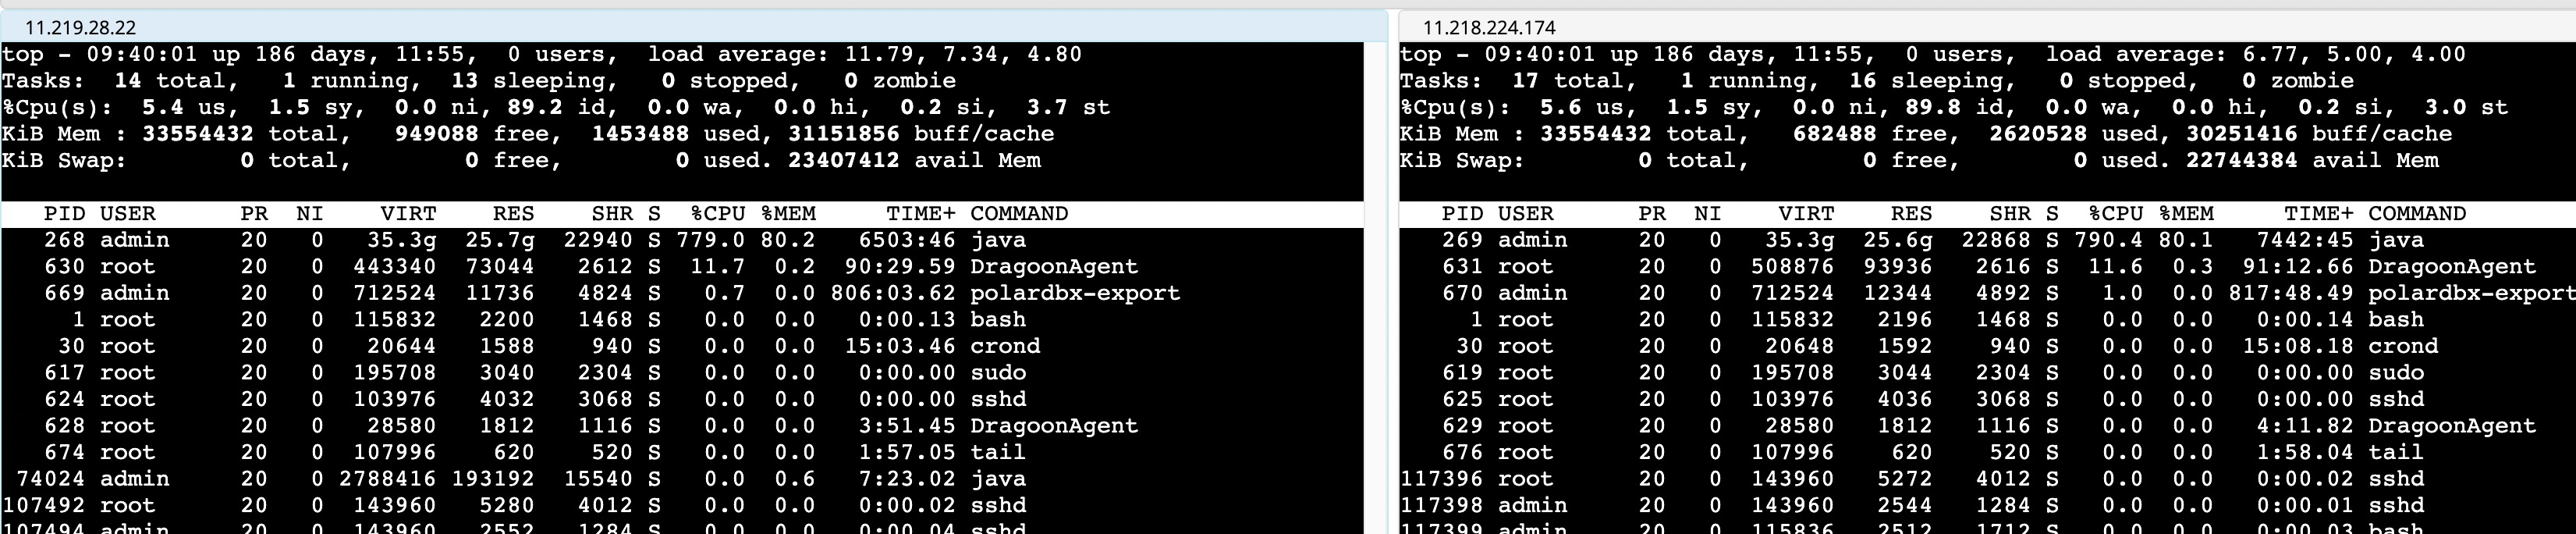 11.219.28.22
top - 09:40:01 up 186 days, 11:55,  0 users,  load average: 11.79, 7.34, 4.80
Tasks:  14 total,   1 running,  13 sleeping,   0 stopped,   0 zombie
%Cpu(s):  5.4 us,  1.5 sy,  0.0 ni, 89.2 id,  0.0 wa,  0.0 hi,  0.2 si,  3.7 st
KiB Mem : 33554432 total,   949088 free,  1453488 used, 31151856 buff/cache
KiB Swap:        0 total,        0 free,        0 used. 23407412 avail Mem
PID USER      PR  NI    VIRT    RES    SHR S  %CPU %MEM     TIME+ COMMAND
268 admin     20   0   35.3g  25.7g  22940 S 779.0 80.2   6503:46 java
630 root      20   0  443340  73044   2612 S  11.7  0.2  90:29.59 DragoonAgent
669 admin     20   0  712524  11736   4824 S   0.7  0.0 806:03.62 polardbx-export
1 root      20   0  115832   2200   1468 S   0.0  0.0   0:00.13 bash
30 root      20   0   20644   1588    940 S   0.0  0.0  15:03.46 crond
617 root      20   0  195708   3040   2304 S   0.0  0.0   0:00.00 sudo
624 root      20   0  103976   4032   3068 S   0.0  0.0   0:00.00 sshd
628 root      20   0   28580   1812   1116 S   0.0  0.0   3:51.45 DragoonAgent
674 root      20   0  107996    620    520 S   0.0  0.0   1:57.05 tail
74024 admin     20   0 2788416 193192  15540 S   0.0  0.6   7:23.02 java
107492 root      20   0  143960   5280   4012 S   0.0  0.0   0:00.02 sshd
107494 admin     20   0  143960   2552   1284 S   0.0  0.0   0:00.04 sshd
11.218.224.174
top - 09:40:01 up 186 days, 11:55,  0 users,  load average: 6.77, 5.00, 4.00
Tasks:  17 total,   1 running,  16 sleeping,   0 stopped,   0 zombie
%Cpu(s):  5.6 us,  1.5 sy,  0.0 ni, 89.8 id,  0.0 wa,  0.0 hi,  0.2 si,  3.0 st
KiB Mem : 33554432 total,   682488 free,  2620528 used, 30251416 buff/cache
KiB Swap:        0 total,        0 free,        0 used. 22744384 avail Mem
PID USER      PR  NI    VIRT    RES    SHR S  %CPU %MEM     TIME+ COMMAND
269 admin     20   0   35.3g  25.6g  22868 S 790.4 80.1   7442:45 java
631 root      20   0  508876  93936   2616 S  11.6  0.3  91:12.66 DragoonAgent
670 admin     20   0  712524  12344   4892 S   1.0  0.0 817:48.49 polardbx-export
1 root      20   0  115832   2196   1468 S   0.0  0.0   0:00.14 bash
30 root      20   0   20648   1592    940 S   0.0  0.0  15:08.18 crond
619 root      20   0  195708   3044   2304 S   0.0  0.0   0:00.00 sudo
625 root      20   0  103976   4036   3068 S   0.0  0.0   0:00.00 sshd
629 root      20   0   28580   1812   1116 S   0.0  0.0   4:11.82 DragoonAgent
676 root      20   0  107996    620    520 S   0.0  0.0   1:58.04 tail
117396 root      20   0  143960   5272   4012 S   0.0  0.0   0:00.02 sshd
117398 admin     20   0  143960   2544   1284 S   0.0  0.0   0:00.01 sshd
117399 admin     20   0  115836   2512   1712 S   0.0  0.0   0:00.03 bash